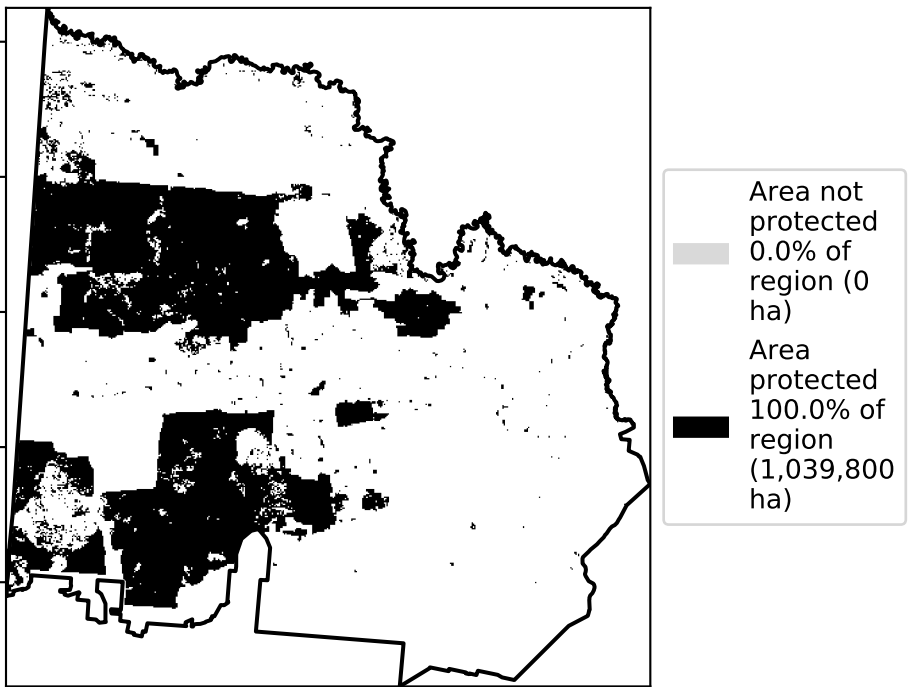 Area not
protected
0.0% of
region (0
ha)
Area
protected
100.0% of
region
(1,039,800
ha)